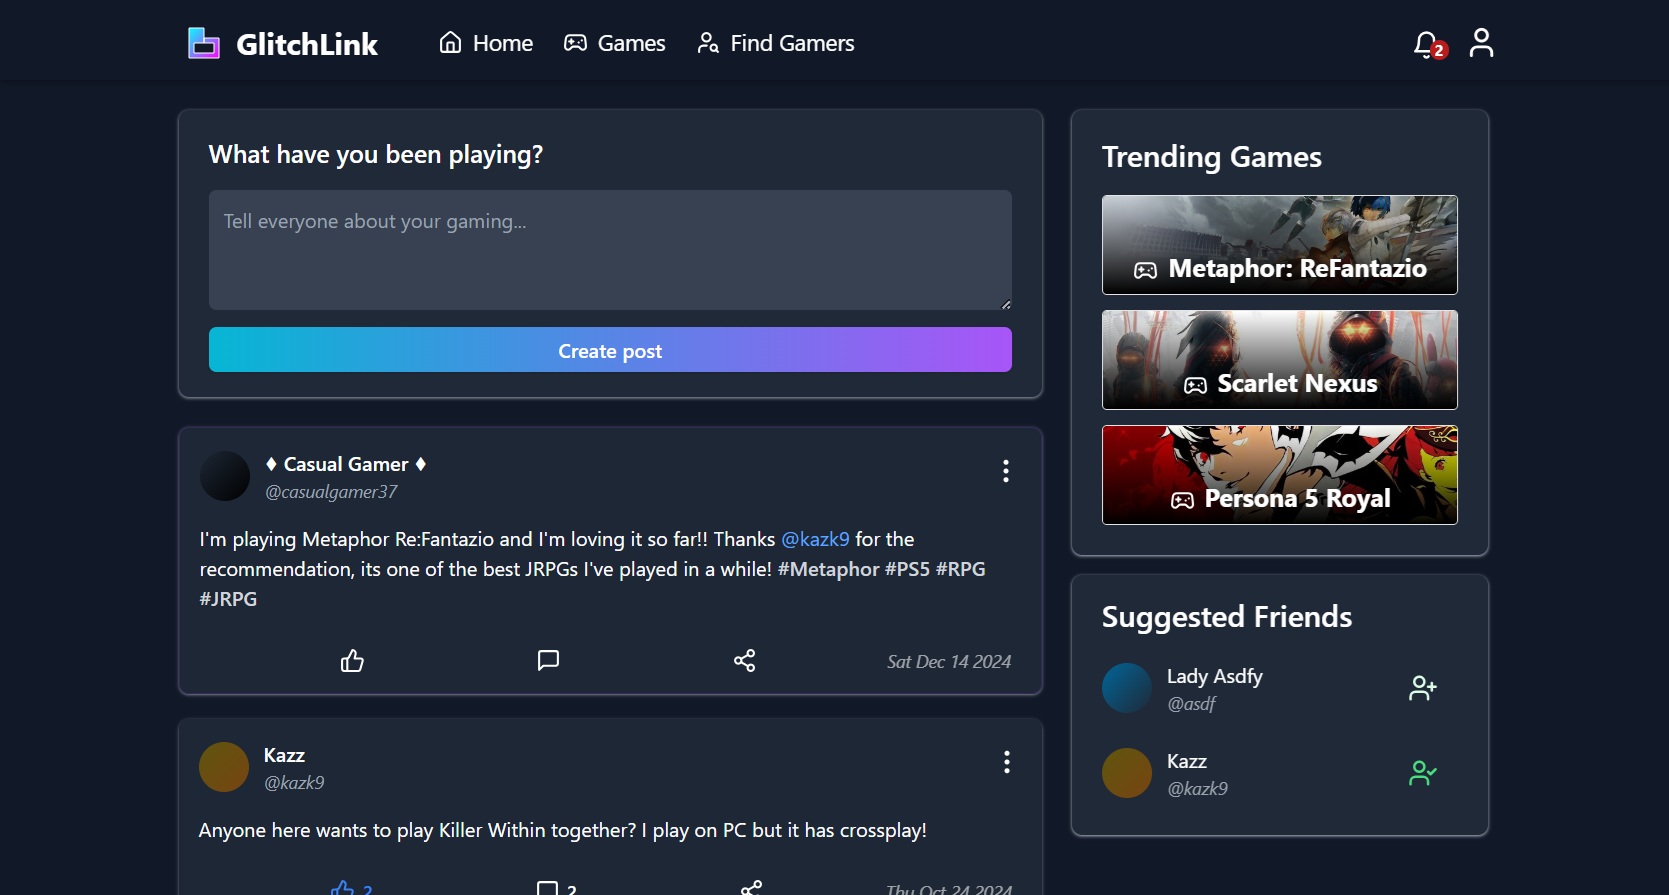 GlitchLink
Home
Games
Find Gamers
2
What have you been playing?
Tell everyone about your gaming...
Create post
♦ Casual Gamer ♦
@casualgamer37
I'm playing Metaphor Re:Fantazio and I'm loving it so far!! Thanks @kazk9 for the
recommendation, its one of the best JRPGs I've played in a while! #Metaphor #PS5 #RPG
#JRPG
Sat Dec 14 2024
Kazz
@kazk9
Anyone here wants to play Killer Within together? I play on PC but it has crossplay!
2
2
Thu Oct 24 2024
Trending Games
Metaphor: ReFantazio
Scarlet Nexus
Persona 5 Royal
Suggested Friends
Lady Asdfy
@asdf
Kazz
@kazk9